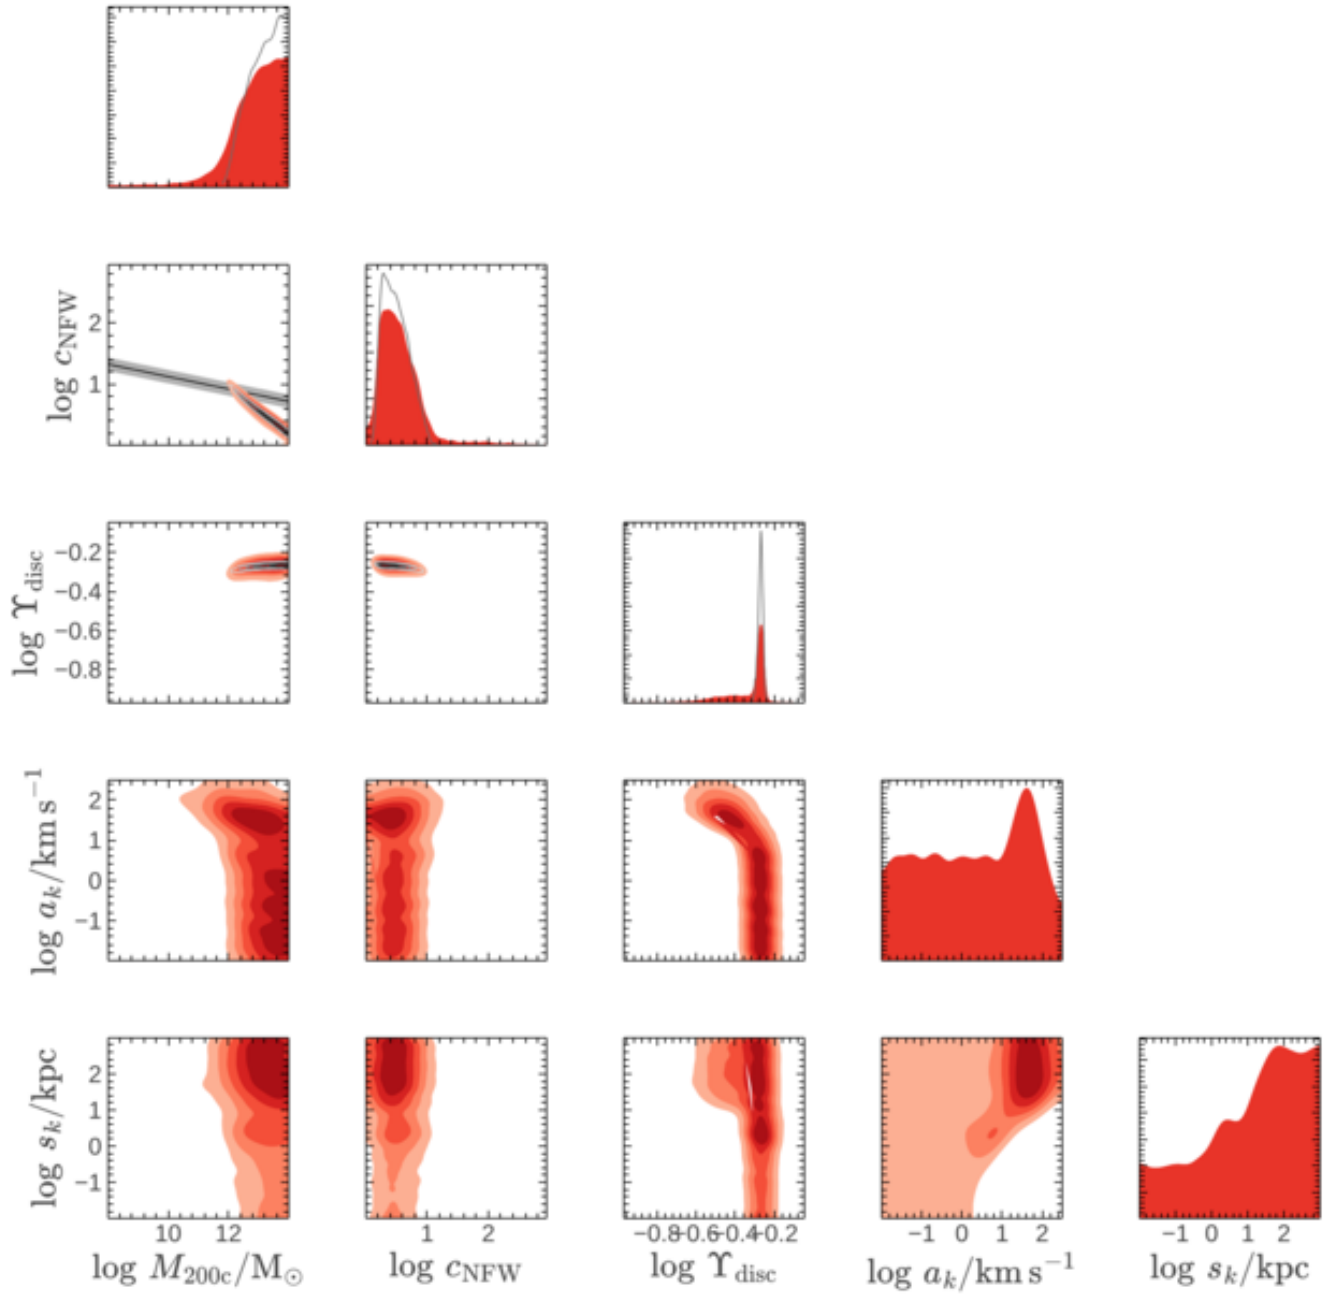 log c_NFW
2
1
log ϒ_disc
−0.2
−0.4
−0.6
−0.8
log a_k/km s⁻¹
2
1
0
−1
log s_k/kpc
2
1
0
−1
10 12
1 2
−0.8 −0.6 −0.4 −0.2
−1 0 1 2
−1 0 1 2
log M_200c/M_⊙
log c_NFW
log ϒ_disc
log a_k/km s⁻¹
log s_k/kpc